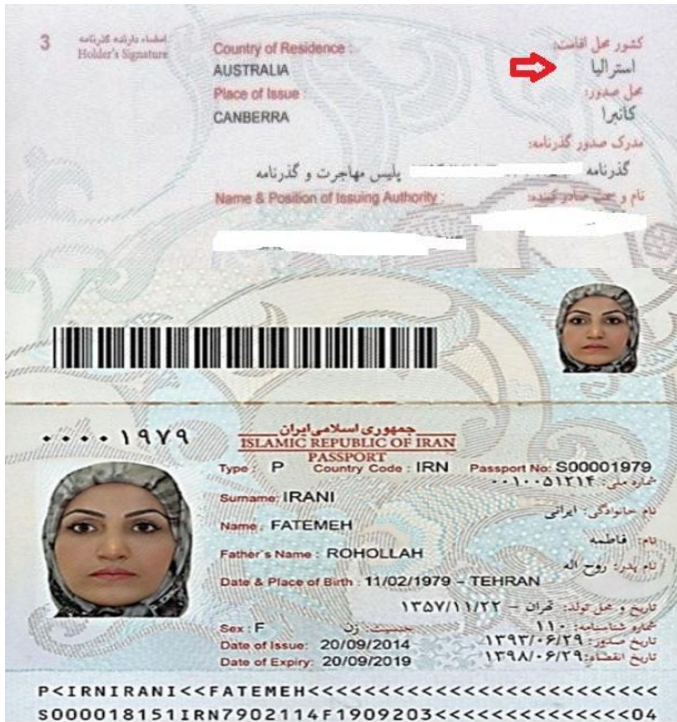 3
امضاء دارنده گذرنامه
Holder's Signature
Country of Residence :
کشور محل اقامت:
AUSTRALIA
استرالیا
Place of Issue :
محل صدور:
CANBERRA
کانبرا
مدرک صدور گذرنامه:
گذرنامه
پلیس مهاجرت و گذرنامه
Name & Position of Issuing Authority :
نام و سمت صادر کننده:
۰۰۰۰۱۹۷۹
جمهوری اسلامی ایران
ISLAMIC REPUBLIC OF IRAN
PASSPORT
Type : P Country Code : IRN Passport No: S00001979
شماره ملی: ۰۰۱۰۰۵۱۲۱۴
Surname: IRANI
نام خانوادگی: ایرانی
Name : FATEMEH
نام: فاطمه
Father's Name : ROHOLLAH
نام پدر: روح اله
Date & Place of Birth : 11/02/1979 – TEHRAN
تاریخ و محل تولد: تهران – ۱۳۵۷/۱۱/۲۲
Sex : F
جنسیت: زن
شماره شناسنامه: ۱۱۰
Date of Issue: 20/09/2014
تاریخ صدور: ۱۳۹۳/۰۶/۲۹
Date of Expiry: 20/09/2019
تاریخ انقضاء: ۱۳۹۸/۰۶/۲۹
P<IRNIRANI<<FATEMEH<<<<<<<<<<<<<<<<<<<<<<<<<
S000018151IRN7902114F1909203<<<<<<<<<<<<<<04